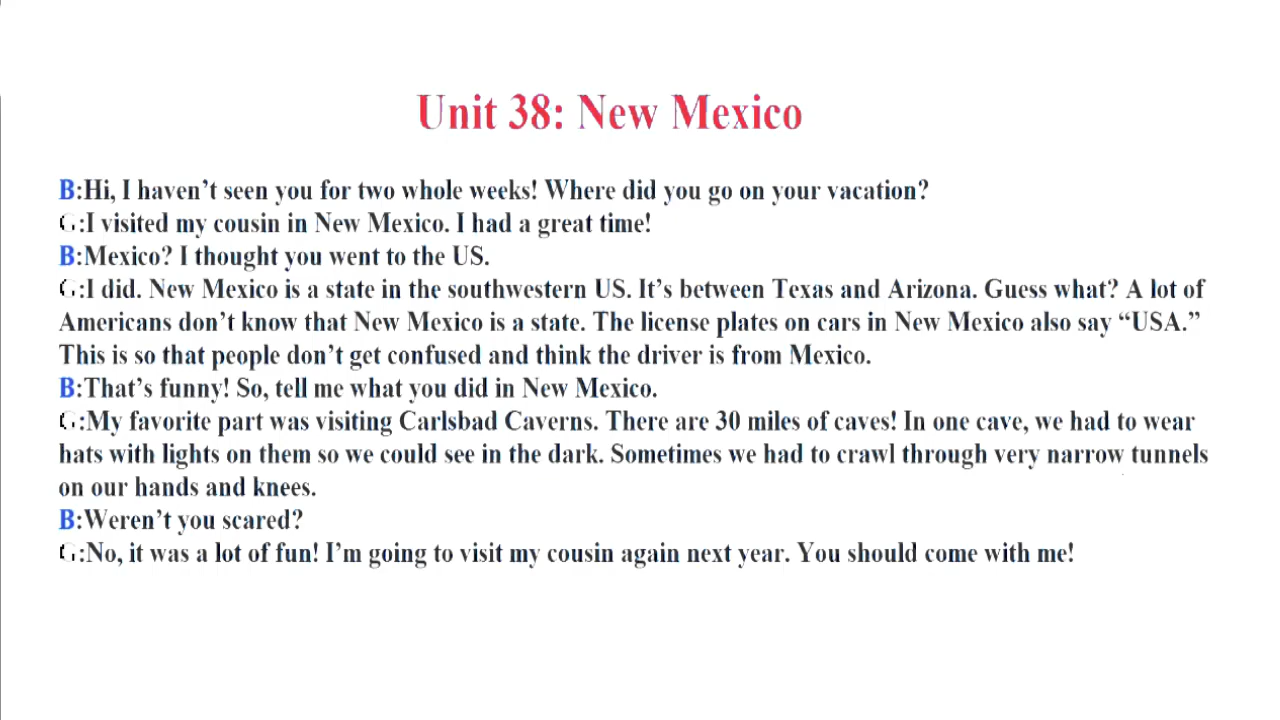 Unit 38: New Mexico
B:Hi, I haven’t seen you for two whole weeks! Where did you go on your vacation?
G:I visited my cousin in New Mexico. I had a great time!
B:Mexico? I thought you went to the US.
G:I did. New Mexico is a state in the southwestern US. It’s between Texas and Arizona. Guess what? A lot of
Americans don’t know that New Mexico is a state. The license plates on cars in New Mexico also say “USA.”
This is so that people don’t get confused and think the driver is from Mexico.
B:That’s funny! So, tell me what you did in New Mexico.
G:My favorite part was visiting Carlsbad Caverns. There are 30 miles of caves! In one cave, we had to wear
hats with lights on them so we could see in the dark. Sometimes we had to crawl through very narrow tunnels
on our hands and knees.
B:Weren’t you scared?
G:No, it was a lot of fun! I’m going to visit my cousin again next year. You should come with me!